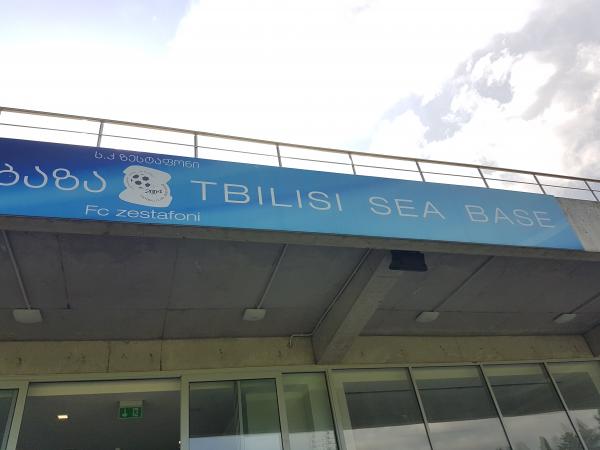 ს.კ ზესტაფონი
ბაზა TBILISI SEA BASE
Fc zestafoni